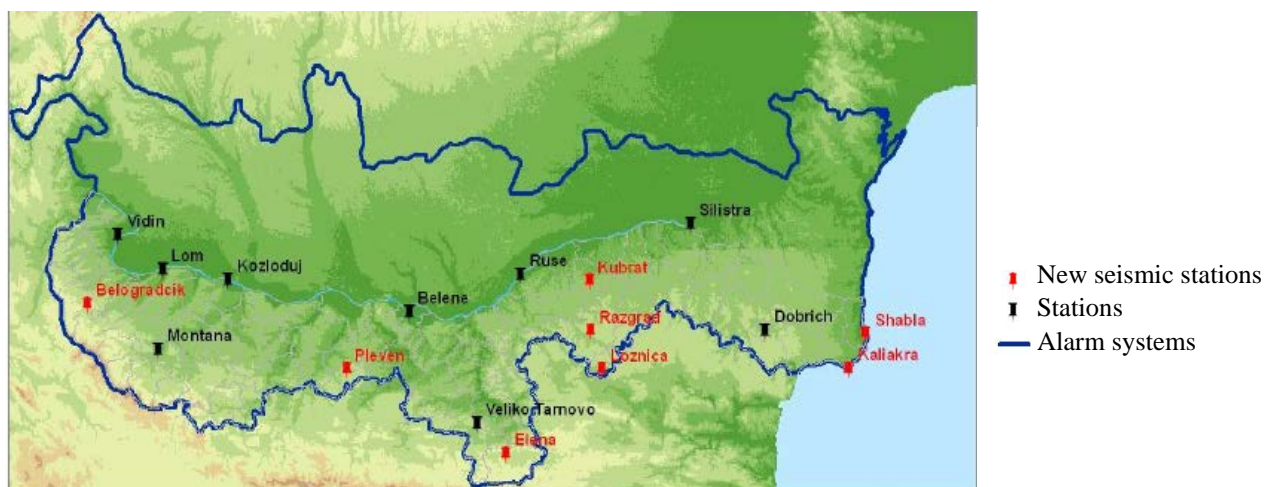 Vidin
Silistra
Lom
Kozloduj
Ruse
Kubrat
Belogradcik
Belene
Razgrad
Dobrich
Shabla
Montana
Pleven
Loznica
Kaliakra
Veliko Tarnovo
Elena
New seismic stations
Stations
Alarm systems